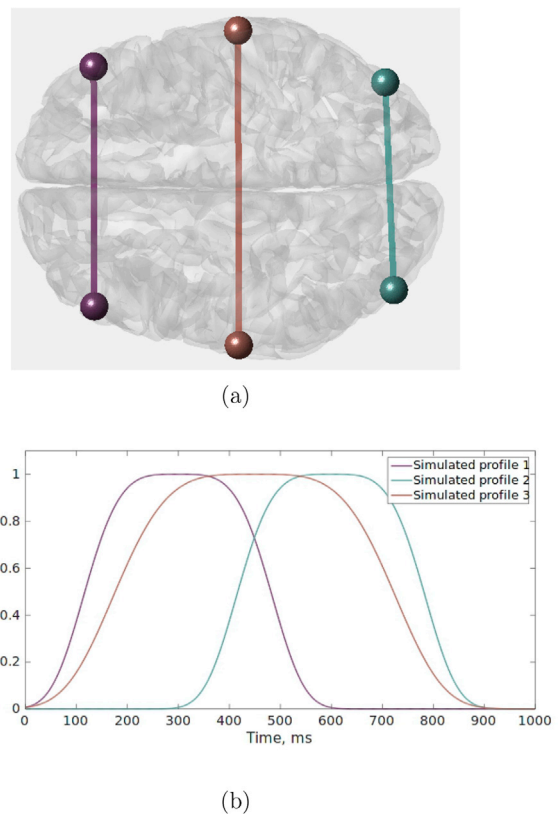 (a)
1
0.8
0.6
0.4
0.2
0
Simulated profile 1
Simulated profile 2
Simulated profile 3
0 100 200 300 400 500 600 700 800 900 1000
Time, ms
(b)